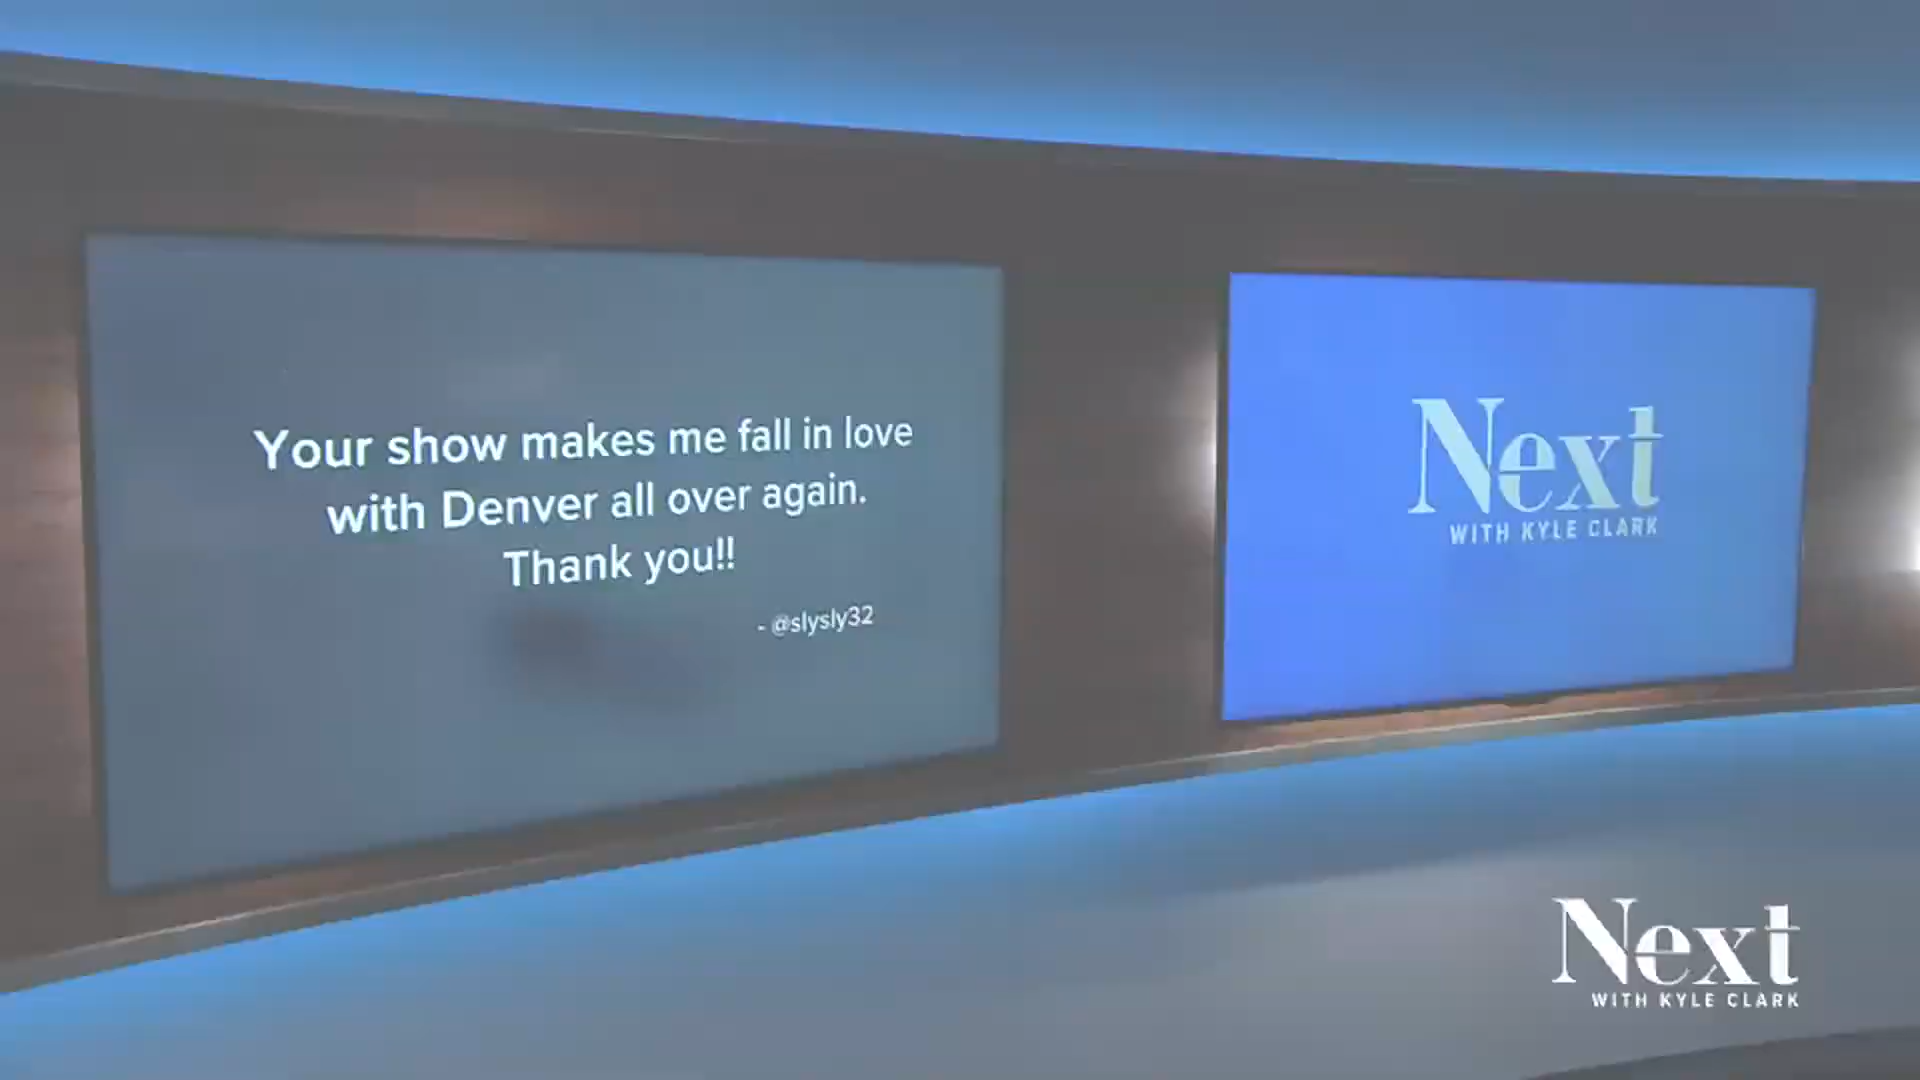 Your show makes me fall in love
with Denver all over again.
Thank you!!
- @slysly32
Next
WITH KYLE CLARK
Next
WITH KYLE CLARK